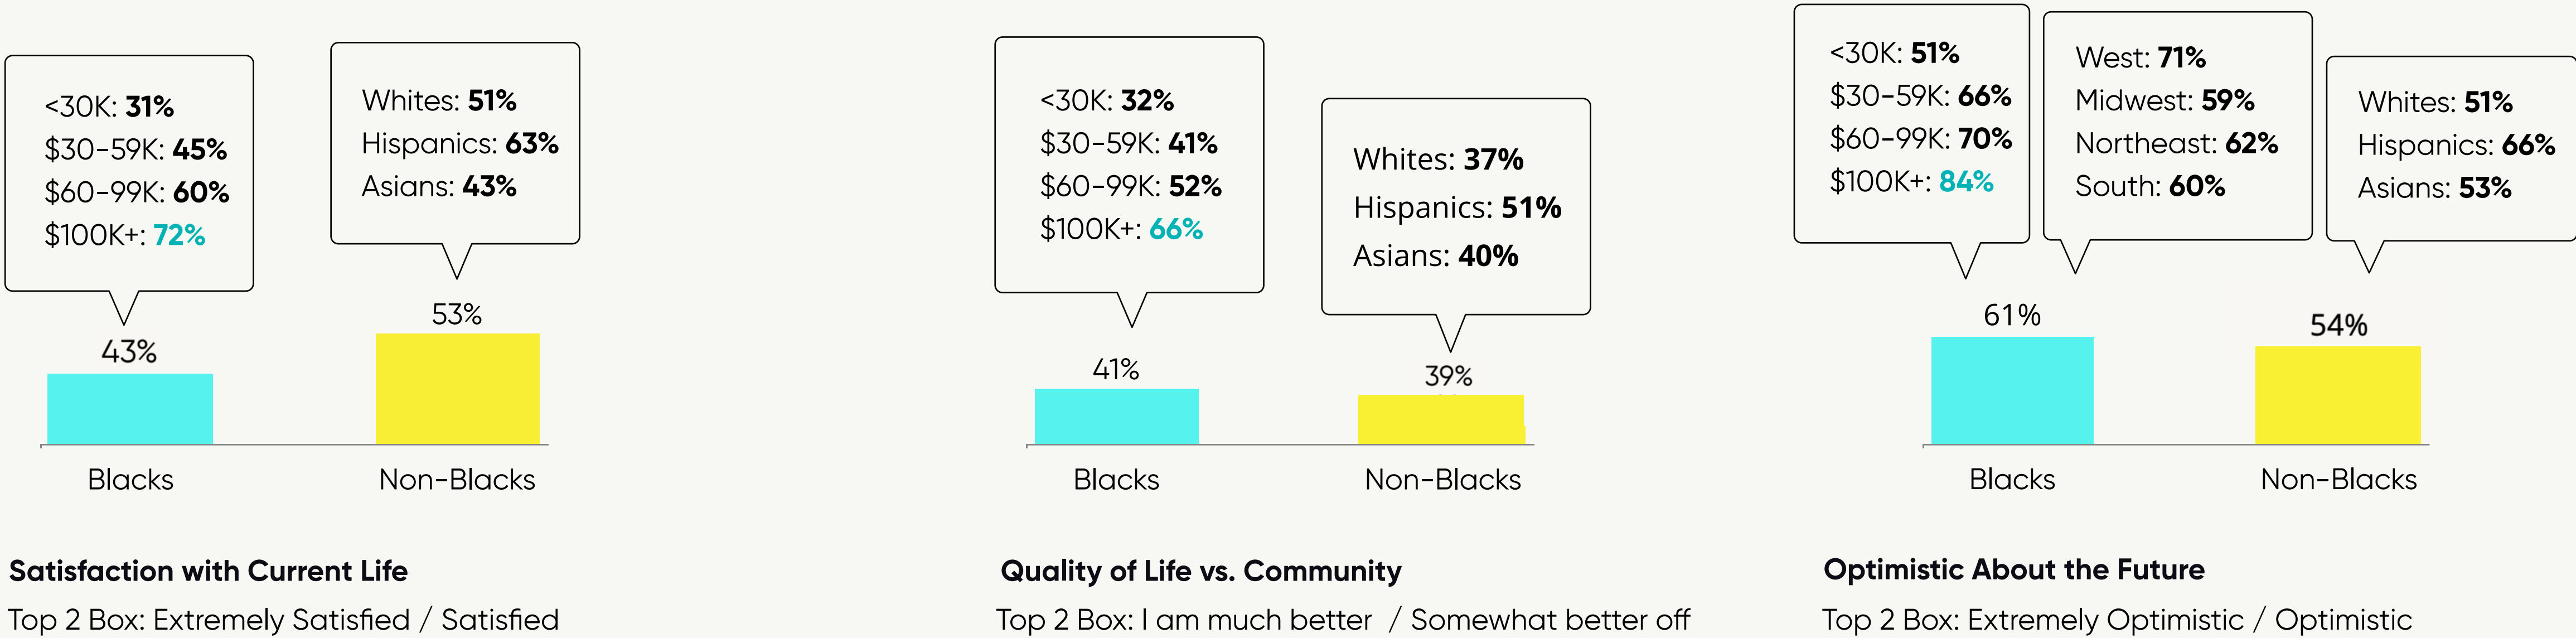 <30K: 31%
$30-59K: 45%
$60-99K: 60%
$100K+: 72%
Whites: 51%
Hispanics: 63%
Asians: 43%
43%
53%
Blacks
Non-Blacks
Satisfaction with Current Life
Top 2 Box: Extremely Satisfied / Satisfied
<30K: 32%
$30-59K: 41%
$60-99K: 52%
$100K+: 66%
Whites: 37%
Hispanics: 51%
Asians: 40%
41%
39%
Blacks
Non-Blacks
Quality of Life vs. Community
Top 2 Box: I am much better / Somewhat better off
<30K: 51%
$30-59K: 66%
$60-99K: 70%
$100K+: 84%
West: 71%
Midwest: 59%
Northeast: 62%
South: 60%
Whites: 51%
Hispanics: 66%
Asians: 53%
61%
54%
Blacks
Non-Blacks
Optimistic About the Future
Top 2 Box: Extremely Optimistic / Optimistic